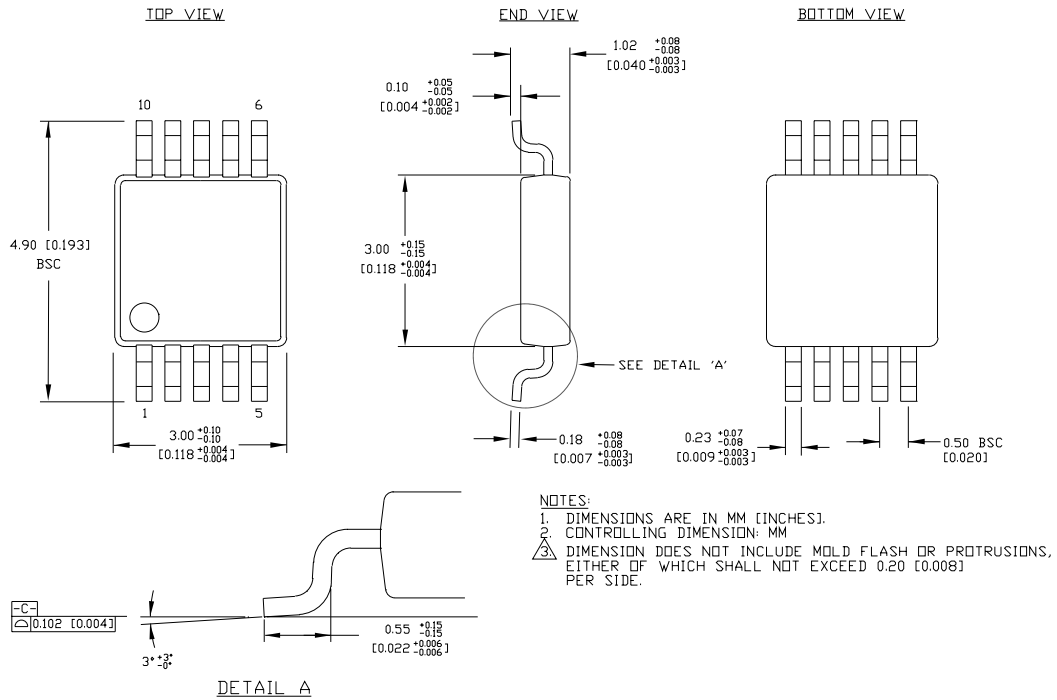 TOP VIEW
END VIEW
BOTTOM VIEW
10
6
4.90 [0.193]
BSC
1
5
3.00 +0.10 -0.10
[0.118 +0.004 -0.004]
1.02 +0.08 -0.08
[0.040 +0.003 -0.003]
0.10 +0.05 -0.05
[0.004 +0.002 -0.002]
3.00 +0.15 -0.15
[0.118 +0.004 -0.004]
SEE DETAIL 'A'
0.18 +0.08 -0.08
[0.007 +0.003 -0.003]
0.23 +0.07 -0.08
[0.009 +0.003 -0.003]
0.50 BSC
[0.020]
NOTES:
1. DIMENSIONS ARE IN MM [INCHES].
2. CONTROLLING DIMENSION: MM
3. DIMENSION DOES NOT INCLUDE MOLD FLASH OR PROTRUSIONS,
EITHER OF WHICH SHALL NOT EXCEED 0.20 [0.008]
PER SIDE.
-C-
0.102 [0.004]
3° +3° -0°
0.55 +0.15 -0.15
[0.022 +0.006 -0.006]
DETAIL A